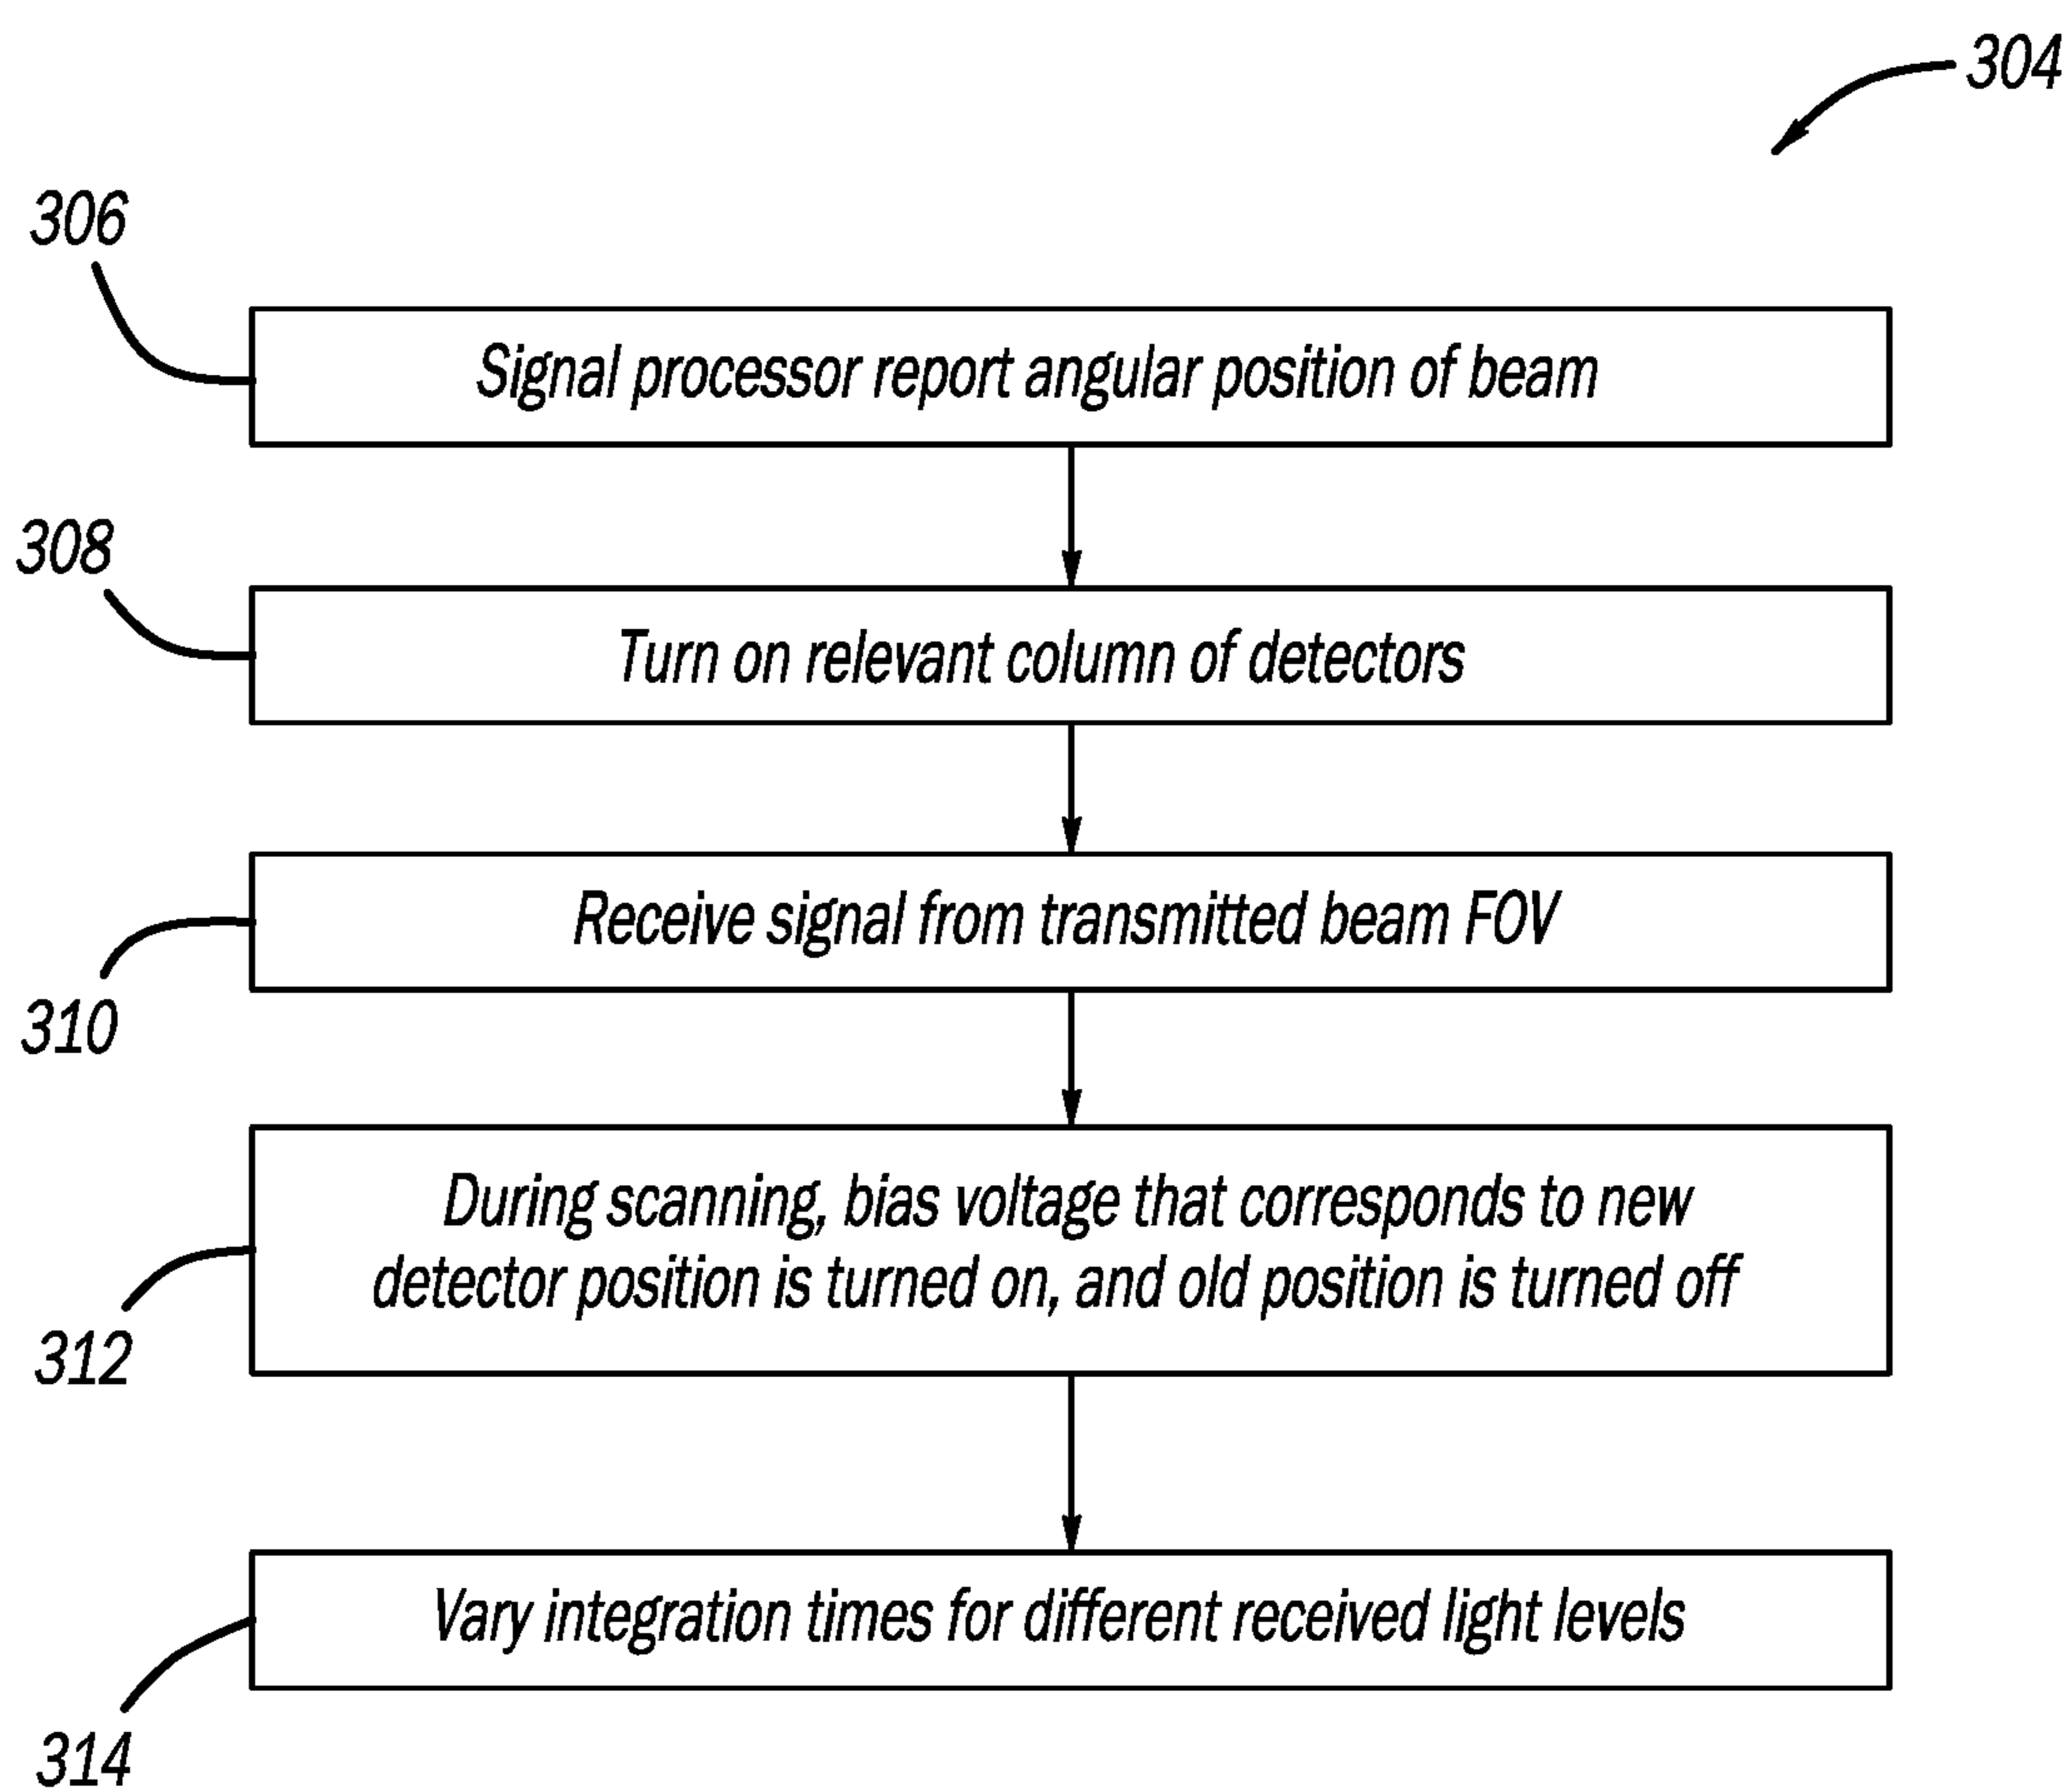 304
306
Signal processor report angular position of beam
308
Turn on relevant column of detectors
Receive signal from transmitted beam FOV
310
During scanning, bias voltage that corresponds to new
detector position is turned on, and old position is turned off
312
Vary integration times for different received light levels
314